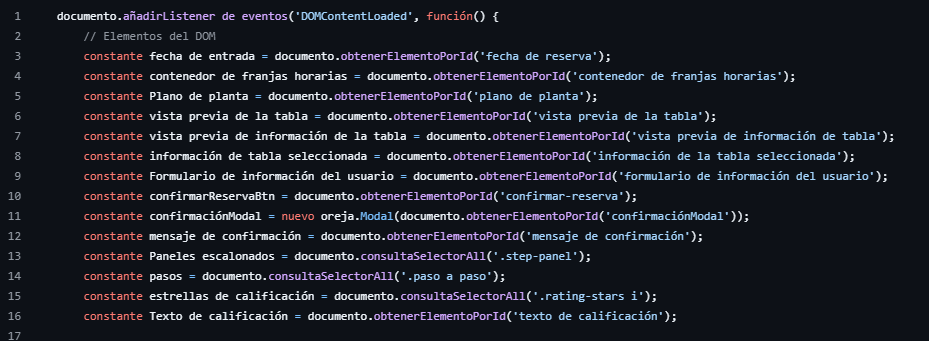 1 documento.añadirListener de eventos('DOMContentLoaded', función() {
2 // Elementos del DOM
3 constante fecha de entrada = documento.obtenerElementoPorId('fecha de reserva');
4 constante contenedor de franjas horarias = documento.obtenerElementoPorId('contenedor de franjas horarias');
5 constante Plano de planta = documento.obtenerElementoPorId('plano de planta');
6 constante vista previa de la tabla = documento.obtenerElementoPorId('vista previa de la tabla');
7 constante vista previa de información de la tabla = documento.obtenerElementoPorId('vista previa de información de tabla');
8 constante información de tabla seleccionada = documento.obtenerElementoPorId('información de la tabla seleccionada');
9 constante Formulario de información del usuario = documento.obtenerElementoPorId('formulario de información del usuario');
10 constante confirmarReservaBtn = documento.obtenerElementoPorId('confirmar-reserva');
11 constante confirmaciónModal = nuevo oreja.Modal(documento.obtenerElementoPorId('confirmaciónModal'));
12 constante mensaje de confirmación = documento.obtenerElementoPorId('mensaje de confirmación');
13 constante Paneles escalonados = documento.consultaSelectorAll('.step-panel');
14 constante pasos = documento.consultaSelectorAll('.paso a paso');
15 constante estrellas de calificación = documento.consultaSelectorAll('.rating-stars i');
16 constante Texto de calificación = documento.obtenerElementoPorId('texto de calificación');
17